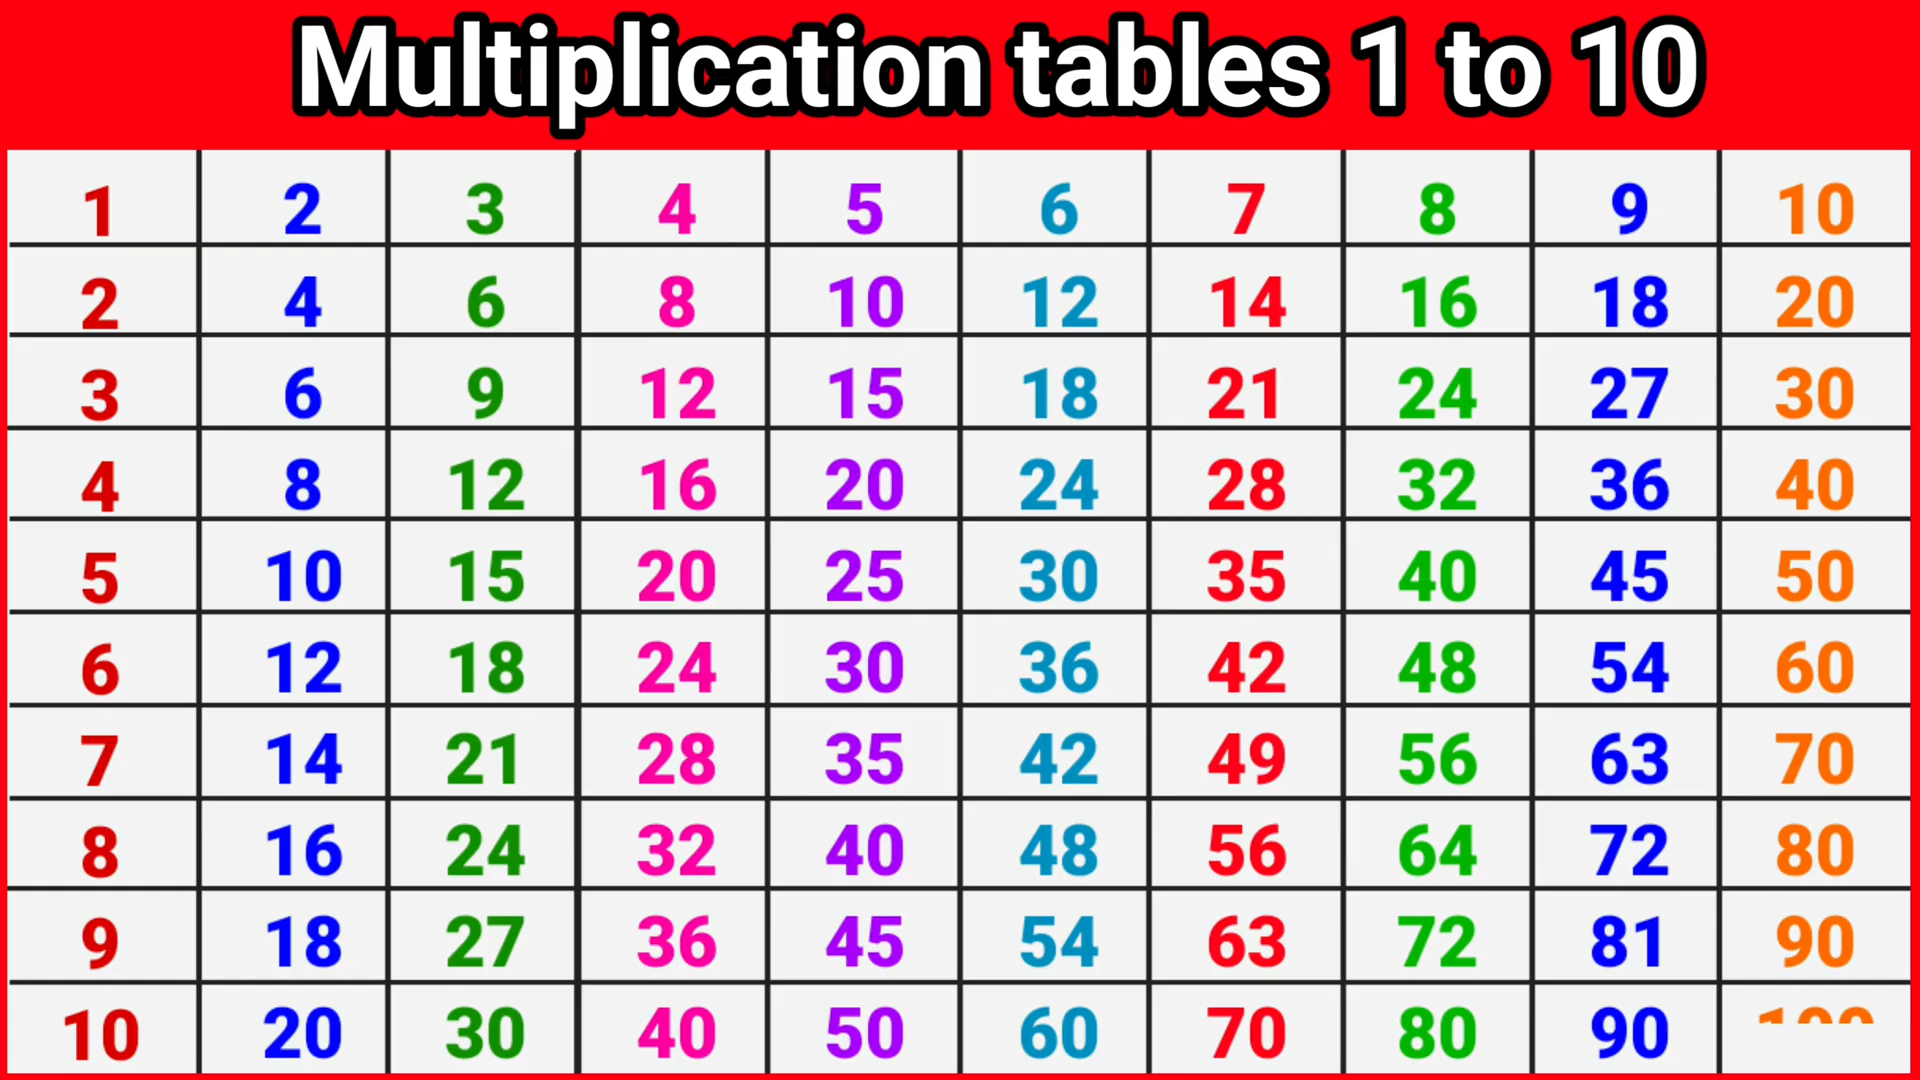 Multiplication tables 1 to 10
1 2 3 4 5 6 7 8 9 10
2 4 6 8 10 12 14 16 18 20
3 6 9 12 15 18 21 24 27 30
4 8 12 16 20 24 28 32 36 40
5 10 15 20 25 30 35 40 45 50
6 12 18 24 30 36 42 48 54 60
7 14 21 28 35 42 49 56 63 70
8 16 24 32 40 48 56 64 72 80
9 18 27 36 45 54 63 72 81 90
10 20 30 40 50 60 70 80 90